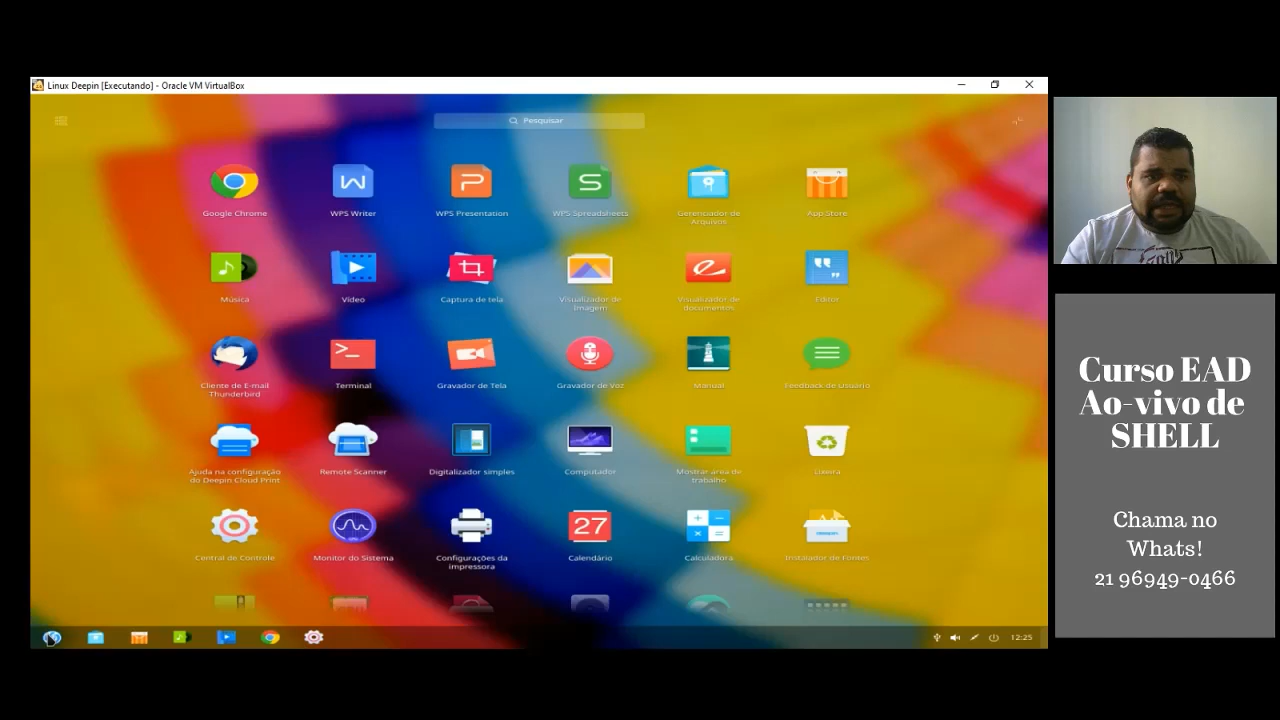 Linux Deepin [Executando] - Oracle VM VirtualBox
Pesquisar
Google Chrome
WPS Writer
WPS Presentation
WPS Spreadsheets
Gerenciador de
Arquivos
App Store
Música
Vídeo
Captura de tela
Visualizador de
imagem
Visualizador de
documentos
Editor
Cliente de E-mail
Thunderbird
Terminal
Gravador de Tela
Gravador de Voz
Manual
Feedback de Usuário
Ajuda na configuração
do Deepin Cloud Print
Remote Scanner
Digitalizador simples
Computador
Mostrar área de
trabalho
Lixeira
27
Central de Controle
Monitor do Sistema
Configurações da
impressora
Calendário
Calculadora
Instalador de Fontes
12:25
Curso EAD
Ao-vivo de
SHELL
Chama no
Whats!
21 96949-0466